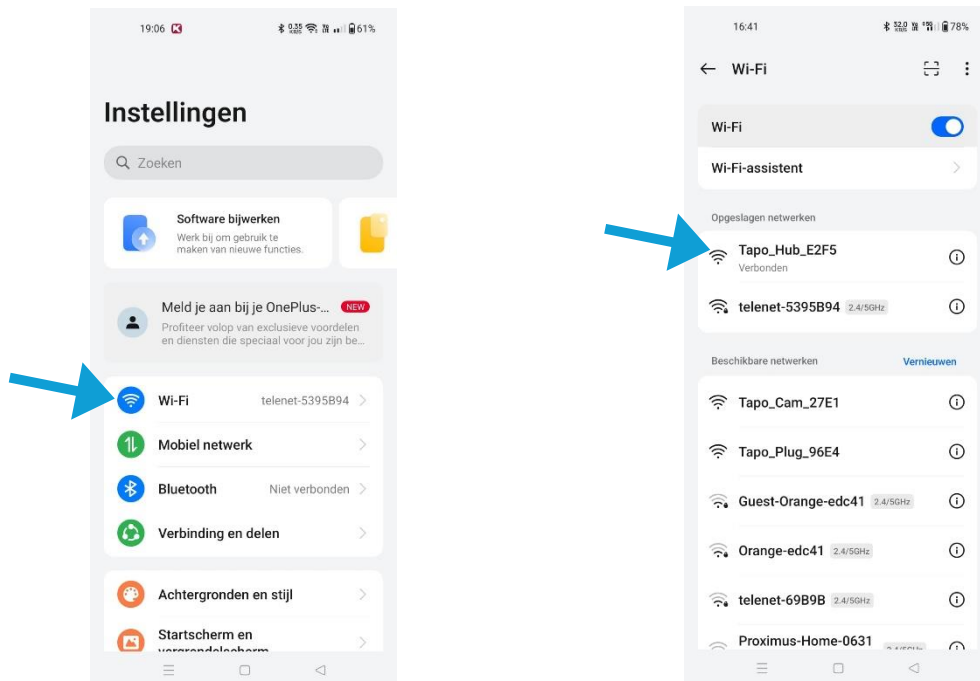 19:06 K 61%
Instellingen
Zoeken
Software bijwerken
Werk bij om gebruik te
maken van nieuwe functies.
Meld je aan bij je OnePlus-... NEW
Profiteer volop van exclusieve voordelen
en diensten die speciaal voor jou zijn be...
Wi-Fi telenet-5395B94
Mobiel netwerk
Bluetooth Niet verbonden
Verbinding en delen
Achtergronden en stijl
Startscherm en
vergrendelscherm
16:41 78%
Wi-Fi
Wi-Fi
Wi-Fi-assistent
Opgeslagen netwerken
Tapo_Hub_E2F5
Verbonden
telenet-5395B94 2.4/5GHz
Beschikbare netwerken Vernieuwen
Tapo_Cam_27E1
Tapo_Plug_96E4
Guest-Orange-edc41 2.4/5GHz
Orange-edc41 2.4/5GHz
telenet-69B9B 2.4/5GHz
Proximus-Home-0631 2.4/5GHz